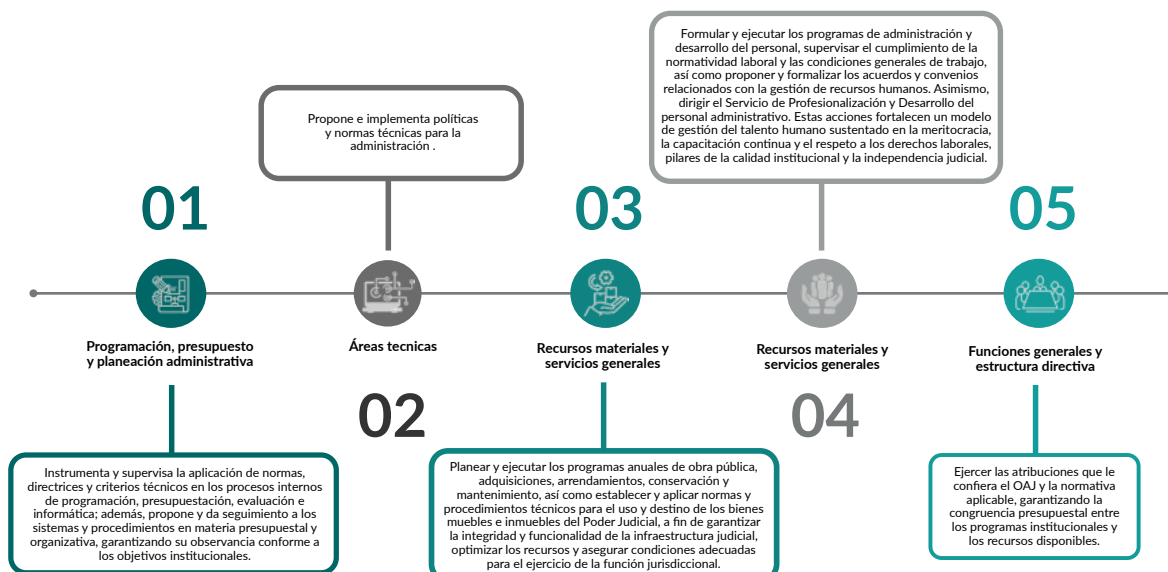 01
Programación, presupuesto
y planeación administrativa
Instrumenta y supervisa la aplicación de normas,
directrices y criterios técnicos en los procesos internos
de programación, presupuestación, evaluación e
informática; además, propone y da seguimiento a los
sistemas y procedimientos en materia presupuestal y
organizativa, garantizando su observancia conforme a
los objetivos institucionales.
Propone e implementa políticas
y normas técnicas para la
administración .
Áreas tecnicas
02
03
Recursos materiales y
servicios generales
Planear y ejecutar los programas anuales de obra pública,
adquisiciones, arrendamientos, conservación y
mantenimiento, así como establecer y aplicar normas y
procedimientos técnicos para el uso y destino de los bienes
muebles e inmuebles del Poder Judicial, a fin de garantizar
la integridad y funcionalidad de la infraestructura judicial,
optimizar los recursos y asegurar condiciones adecuadas
para el ejercicio de la función jurisdiccional.
Formular y ejecutar los programas de administración y
desarrollo del personal, supervisar el cumplimiento de la
normatividad laboral y las condiciones generales de trabajo,
así como proponer y formalizar los acuerdos y convenios
relacionados con la gestión de recursos humanos. Asimismo,
dirigir el Servicio de Profesionalización y Desarrollo del
personal administrativo. Estas acciones fortalecen un modelo
de gestión del talento humano sustentado en la meritocracia,
la capacitación continua y el respeto a los derechos laborales,
pilares de la calidad institucional y la independencia judicial.
Recursos materiales y
servicios generales
04
05
Funciones generales y
estructura directiva
Ejercer las atribuciones que le
confiera el OAJ y la normativa
aplicable, garantizando la
congruencia presupuestal entre
los programas institucionales y
los recursos disponibles.